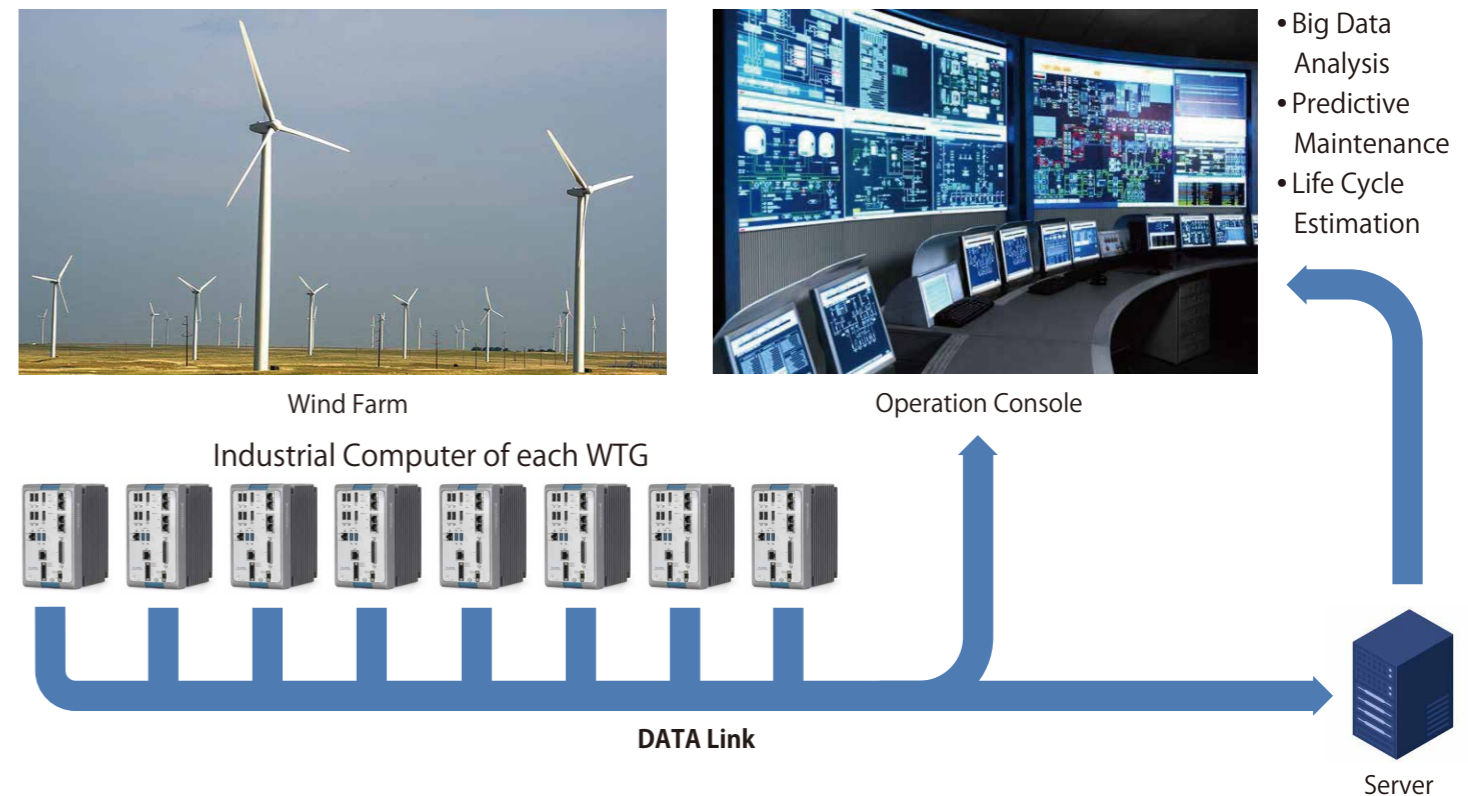 Wind Farm
Operation Console
• Big Data
Analysis
• Predictive
Maintenance
• Life Cycle
Estimation
Industrial Computer of each WTG
DATA Link
Server